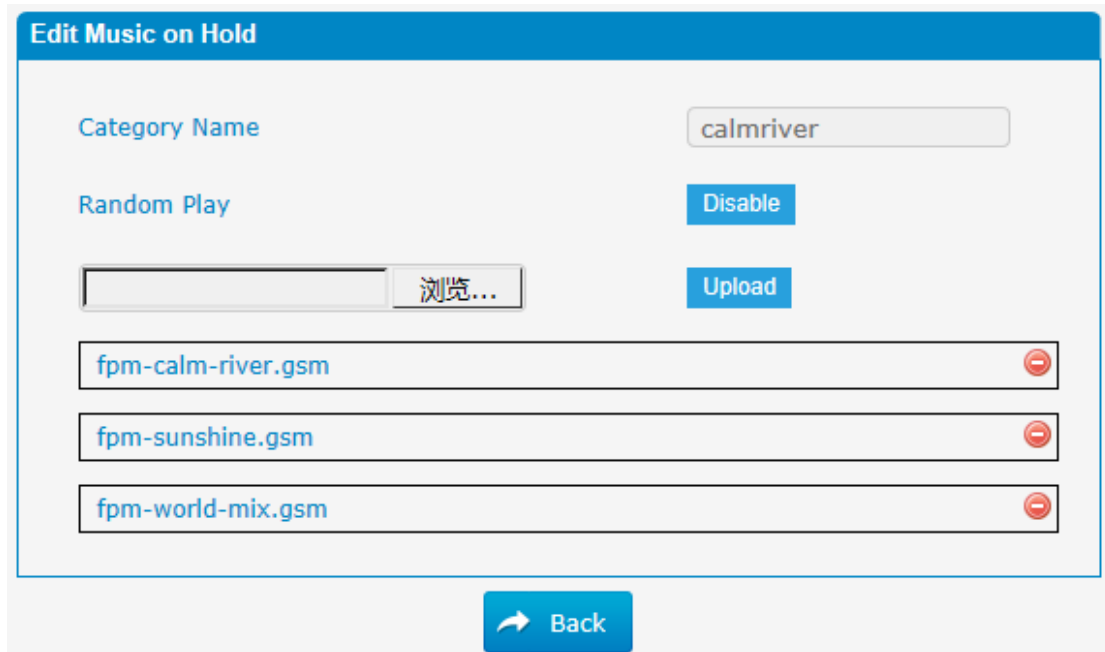 Edit Music on Hold
Category Name
calmriver
Random Play
Disable
浏览...
Upload
fpm-calm-river.gsm
fpm-sunshine.gsm
fpm-world-mix.gsm
Back